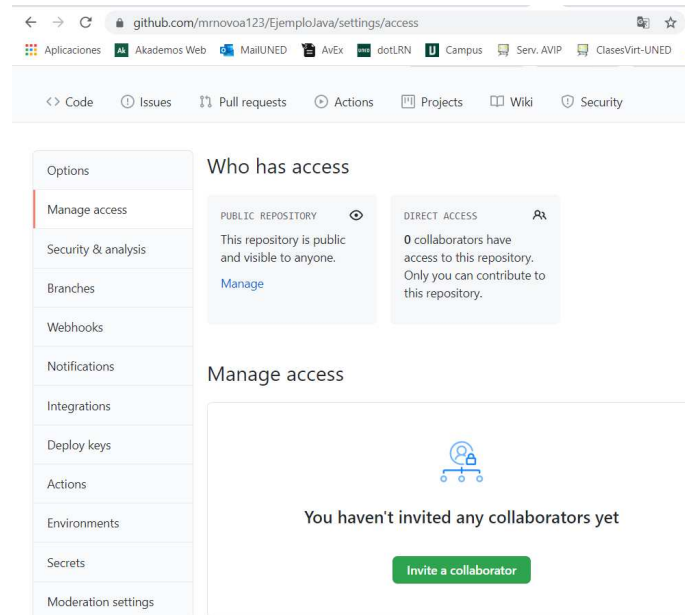 github.com/mrnovoa123/EjemploJava/settings/access
Aplicaciones Ak Akademos Web MailUNED AvEx UNED dotLRN U Campus Serv. AVIP ClasesVirt-UNED
<> Code Issues Pull requests Actions Projects Wiki Security
Options
Manage access
Security & analysis
Branches
Webhooks
Notifications
Integrations
Deploy keys
Actions
Environments
Secrets
Moderation settings
Who has access
PUBLIC REPOSITORY
This repository is public
and visible to anyone.
Manage
DIRECT ACCESS
0 collaborators have
access to this repository.
Only you can contribute to
this repository.
Manage access
You haven't invited any collaborators yet
Invite a collaborator